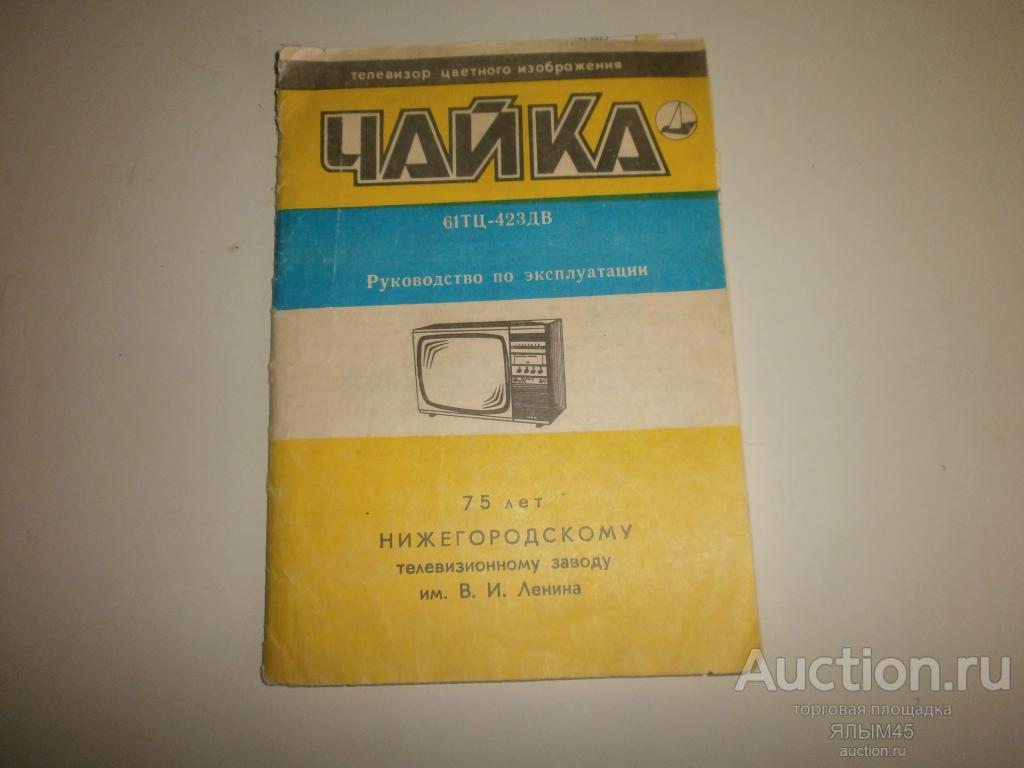 телевизор цветного изображения
ЧАЙКА
61ТЦ-423ДВ
Руководство по эксплуатации
75 лет
НИЖЕГОРОДСКОМУ
телевизионному заводу
им. В. И. Ленина
Auction.ru
торговая площадка
ЯЛЫМ45
auction.ru